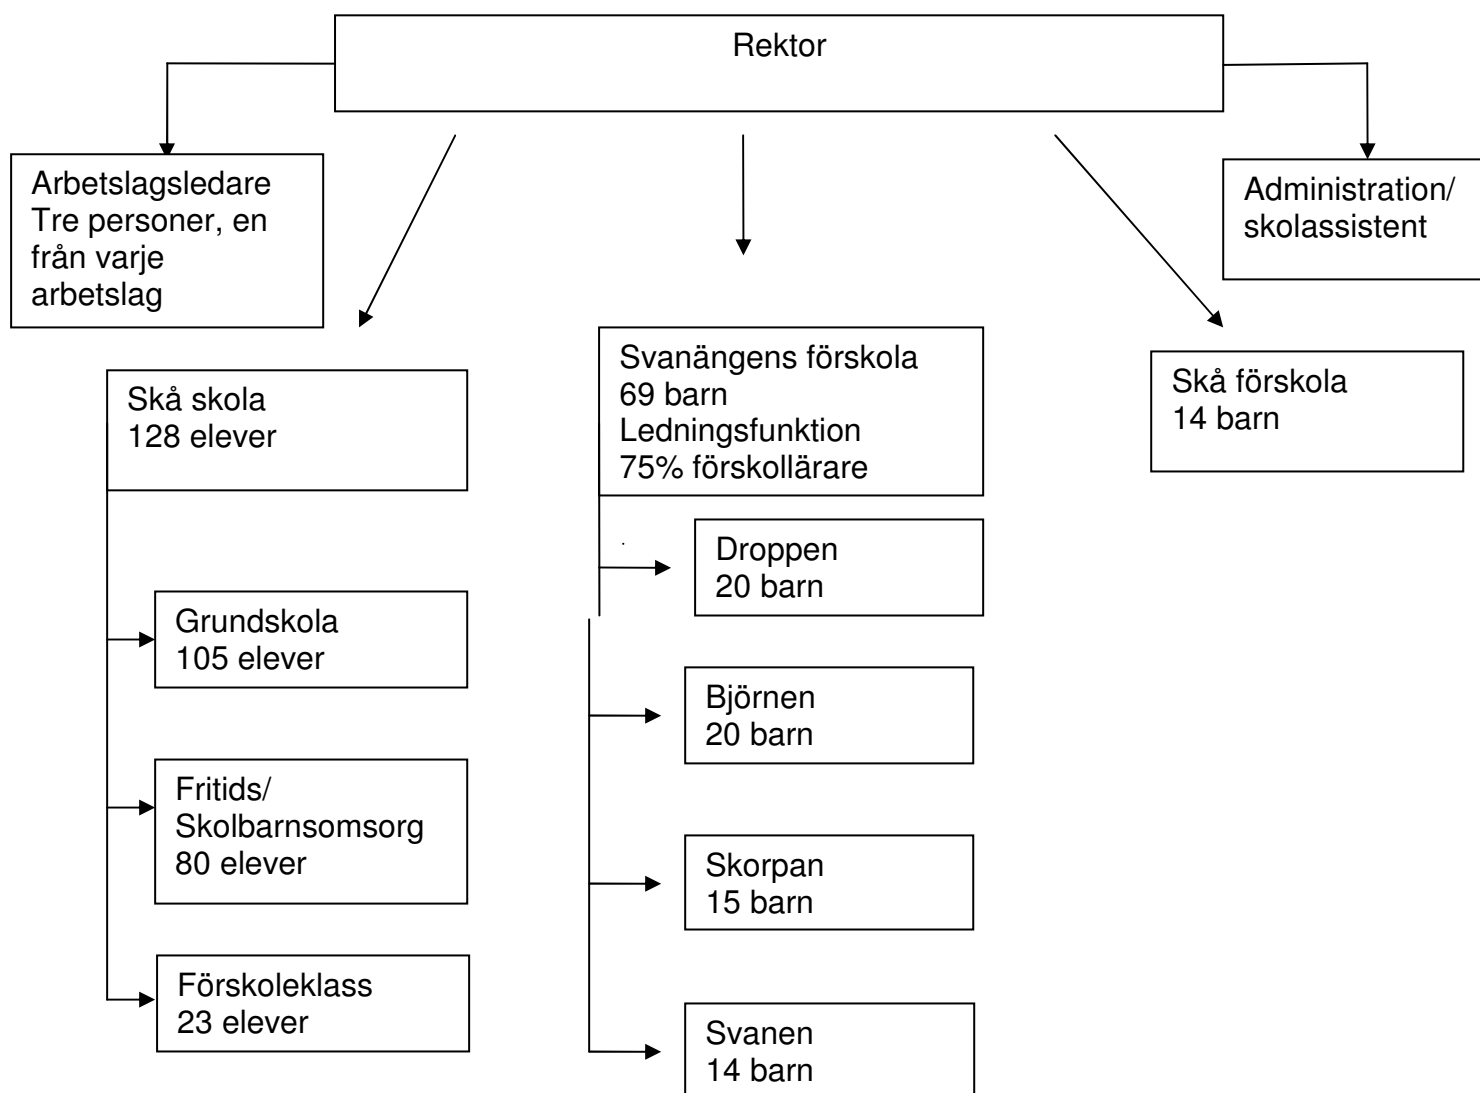 Rektor
Arbetslagsledare
Tre personer, en
från varje
arbetslag
Administration/
skolassistent
Skå skola
128 elever
Svanängens förskola
69 barn
Ledningsfunktion
75% förskollärare
Skå förskola
14 barn
Grundskola
105 elever
Fritids/
Skolbarnsomsorg
80 elever
Förskoleklass
23 elever
Droppen
20 barn
Björnen
20 barn
Skorpan
15 barn
Svanen
14 barn